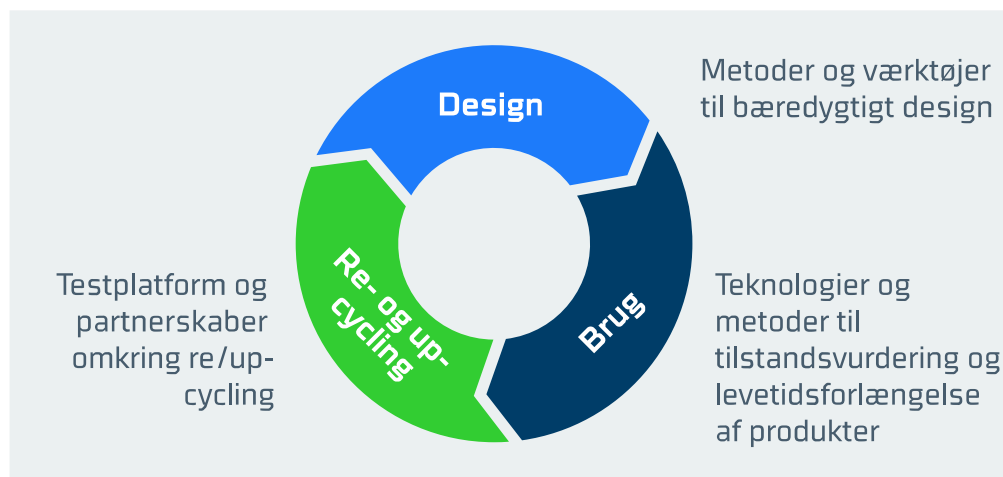 Design
Metoder og værktøjer
til bæredygtigt design
Brug
Teknologier og
metoder til
tilstandsvurdering og
levetidsforlængelse
af produkter
Re- og up-
cycling
Testplatform og
partnerskaber
omkring re/up-
cycling